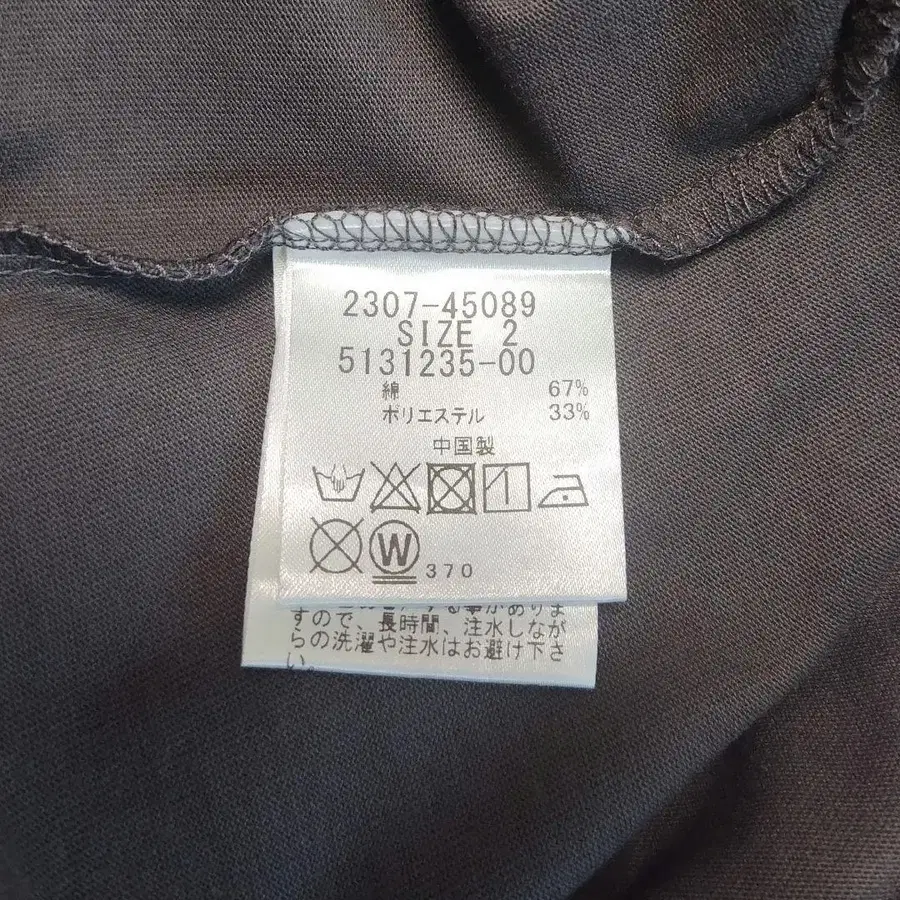 2307-45089
SIZE 2
5131235-00
綿 67%
ポリエステル 33%
中国製
W 370
すので、長時間、注水しなが
らの洗濯や注水はお避け下さ
い。